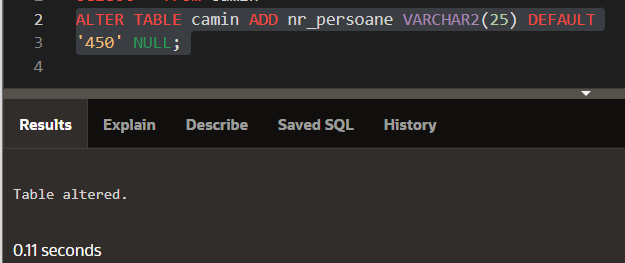 2 ALTER TABLE camin ADD nr_persoane VARCHAR2(25) DEFAULT
3 '450' NULL;
4
Results Explain Describe Saved SQL History
Table altered.
0.11 seconds